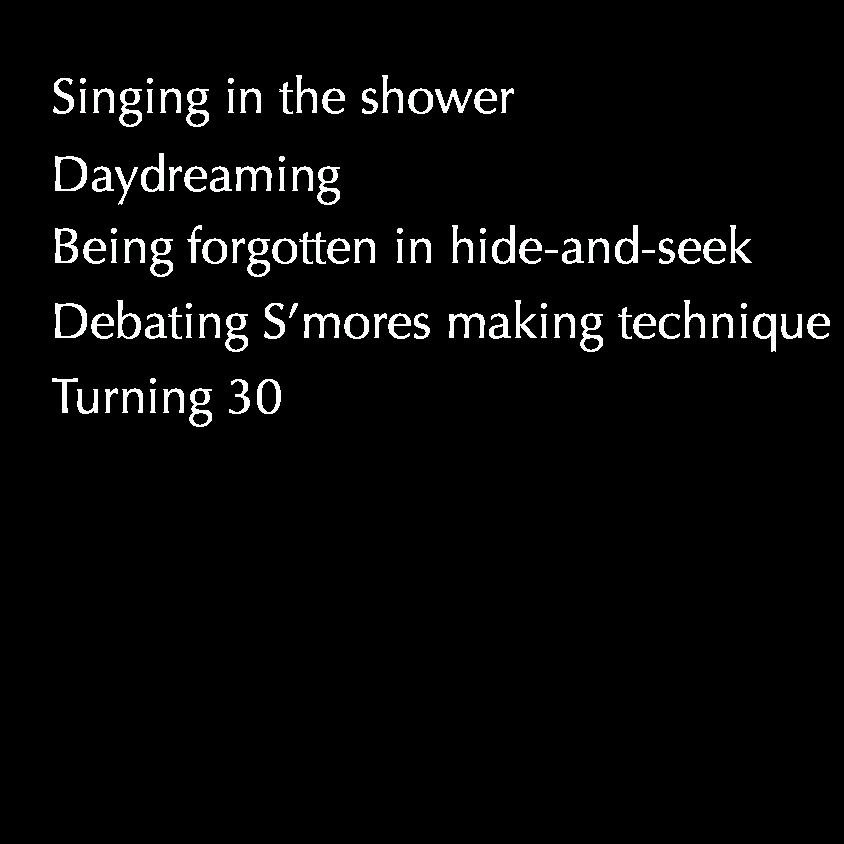 Singing in the shower
Daydreaming
Being forgotten in hide-and-seek
Debating S’mores making technique
Turning 30